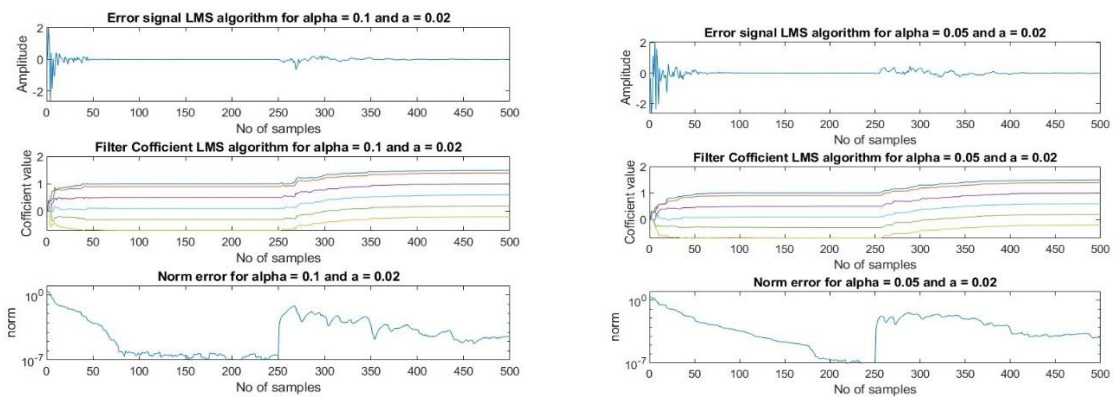 Error signal LMS algorithm for alpha = 0.1 and a = 0.02
Amplitude
2
0
-2
0 50 100 150 200 250 300 350 400 450 500
No of samples
Filter Cofficient LMS algorithm for alpha = 0.1 and a = 0.02
Cofficient value
2
1
0
0 50 100 150 200 250 300 350 400 450 500
No of samples
Norm error for alpha = 0.1 and a = 0.02
norm
10^0
10^-7
0 50 100 150 200 250 300 350 400 450 500
No of samples
Error signal LMS algorithm for alpha = 0.05 and a = 0.02
Amplitude
2
0
-2
0 50 100 150 200 250 300 350 400 450 500
No of samples
Filter Cofficient LMS algorithm for alpha = 0.05 and a = 0.02
Cofficient value
2
1
0
0 50 100 150 200 250 300 350 400 450 500
No of samples
Norm error for alpha = 0.05 and a = 0.02
norm
10^0
10^-7
0 50 100 150 200 250 300 350 400 450 500
No of samples